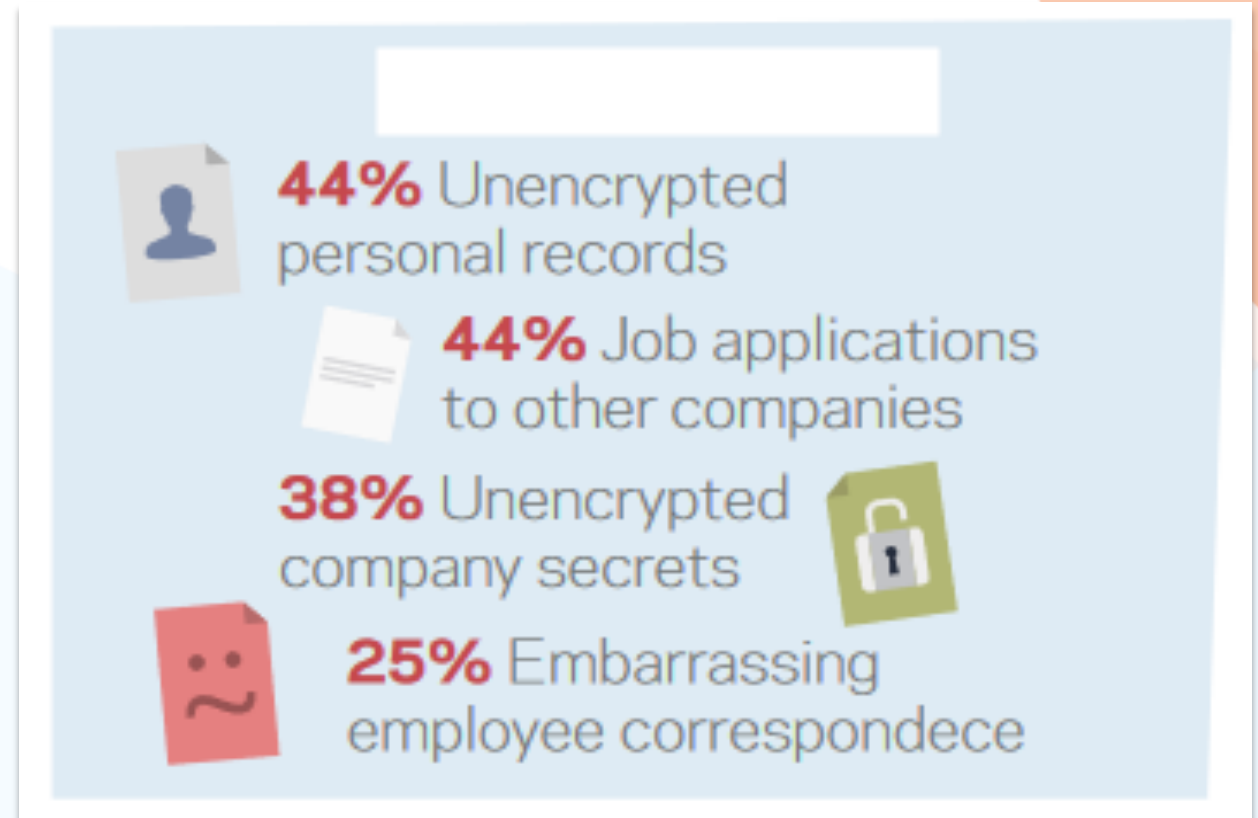 44% Unencrypted
personal records
44% Job applications
to other companies
38% Unencrypted
company secrets
25% Embarrassing
employee correspondece